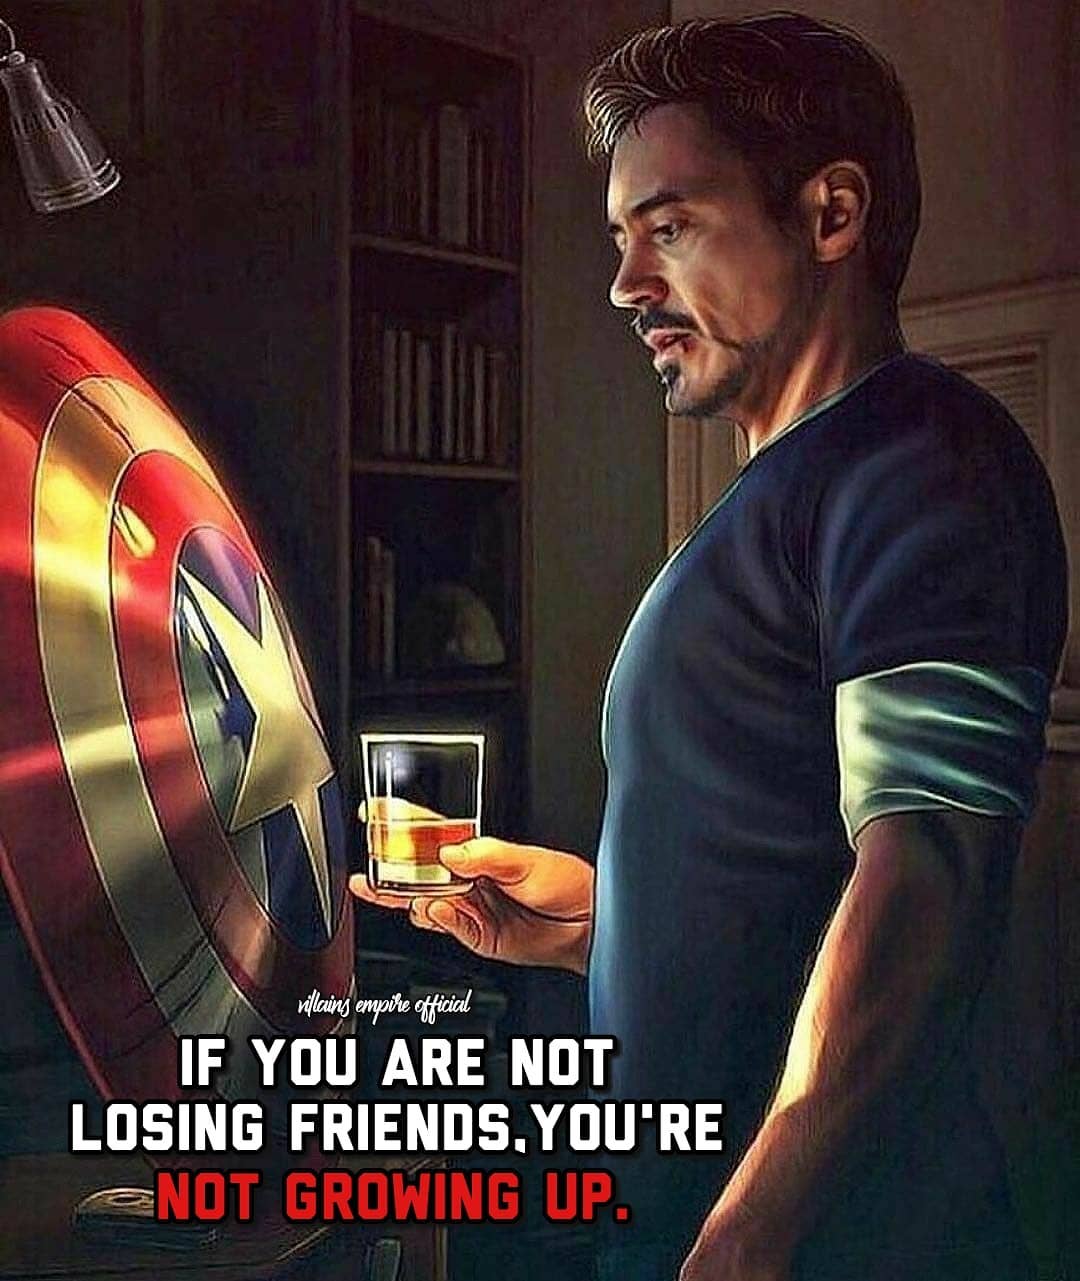 villains empire official
IF YOU ARE NOT
LOSING FRIENDS,YOU'RE
NOT GROWING UP.